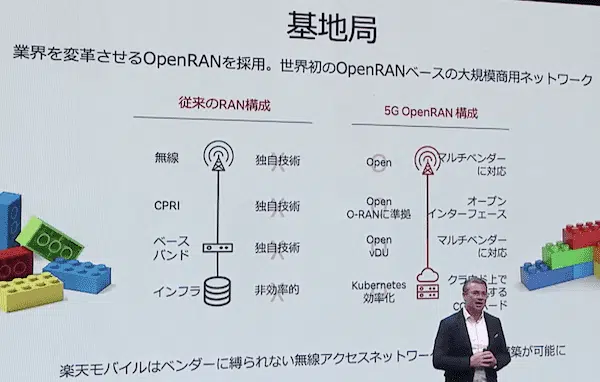 基地局
業界を変革させるOpenRANを採用。世界初のOpenRANベースの大規模商用ネットワーク
従来のRAN構成
無線 独自技術
CPRI 独自技術
ベース
バンド 独自技術
インフラ 非効率的
5G OpenRAN 構成
Open マルチベンダー
に対応
Open オープン
O-RANに準拠 インターフェース
Open マルチベンダー
vDU に対応
Kubernetes クラウド上で
効率化 する
楽天モバイルはベンダーに縛られない無線アクセスネットワー 築が可能に